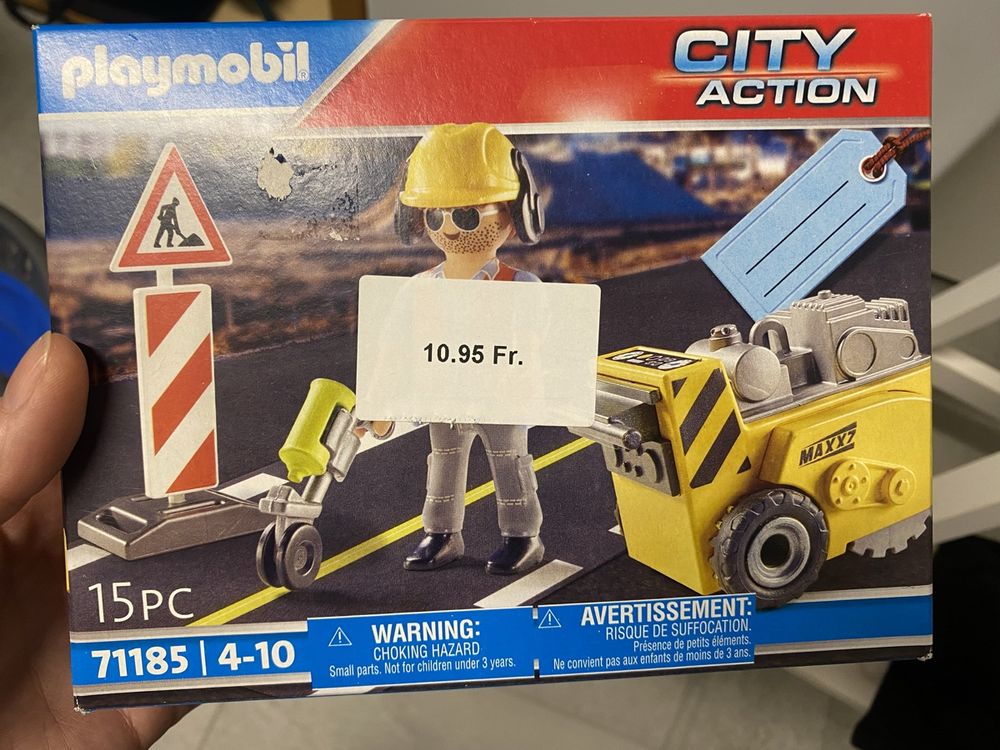 playmobil®
CITY
ACTION
10.95 Fr.
MAXX7
15PC
71185 | 4-10
WARNING:
CHOKING HAZARD
Small parts. Not for children under 3 years.
AVERTISSEMENT:
RISQUE DE SUFFOCATION.
Présence de petits éléments.
Ne convient pas aux enfants de moins de 3 ans.